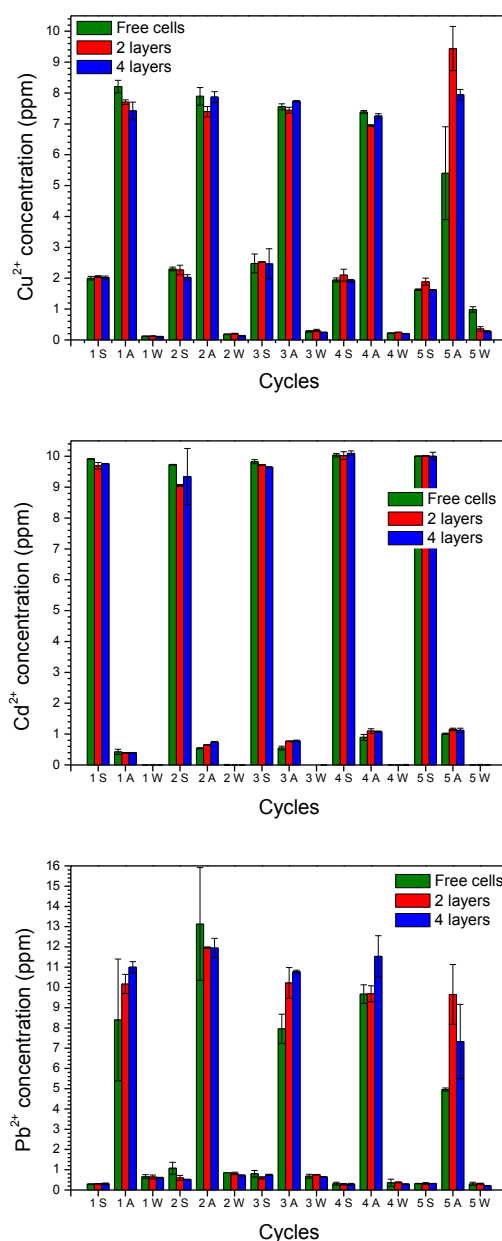 Free cells
2 layers
4 layers
Cu²⁺ concentration (ppm)
10
9
8
7
6
5
4
3
2
1
0
1 S 1 A 1 W 2 S 2 A 2 W 3 S 3 A 3 W 4 S 4 A 4 W 5 S 5 A 5 W
Cycles
Free cells
2 layers
4 layers
Cd²⁺ concentration (ppm)
10
9
8
7
6
5
4
3
2
1
0
1 S 1 A 1 W 2 S 2 A 2 W 3 S 3 A 3 W 4 S 4 A 4 W 5 S 5 A 5 W
Cycles
Free cells
2 layers
4 layers
Pb²⁺ concentration (ppm)
16
15
14
13
12
11
10
9
8
7
6
5
4
3
2
1
0
1 S 1 A 1 W 2 S 2 A 2 W 3 S 3 A 3 W 4 S 4 A 4 W 5 S 5 A 5 W
Cycles